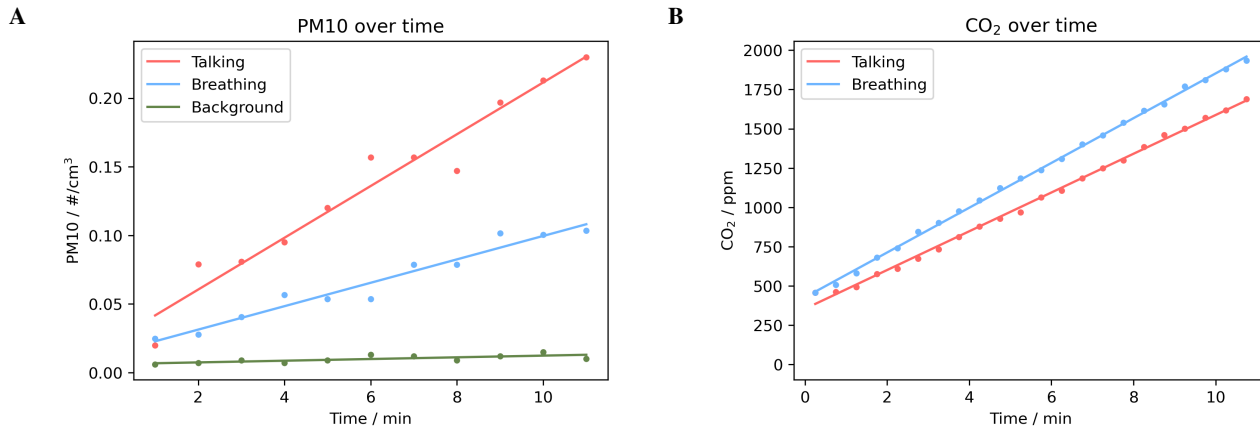 A
PM10 over time
Talking
Breathing
Background
0.20
0.15
0.10
0.05
0.00
PM10 / #/cm³
2
4
6
8
10
Time / min
B
CO₂ over time
Talking
Breathing
2000
1750
1500
1250
1000
750
500
250
0
CO₂ / ppm
0
2
4
6
8
10
Time / min